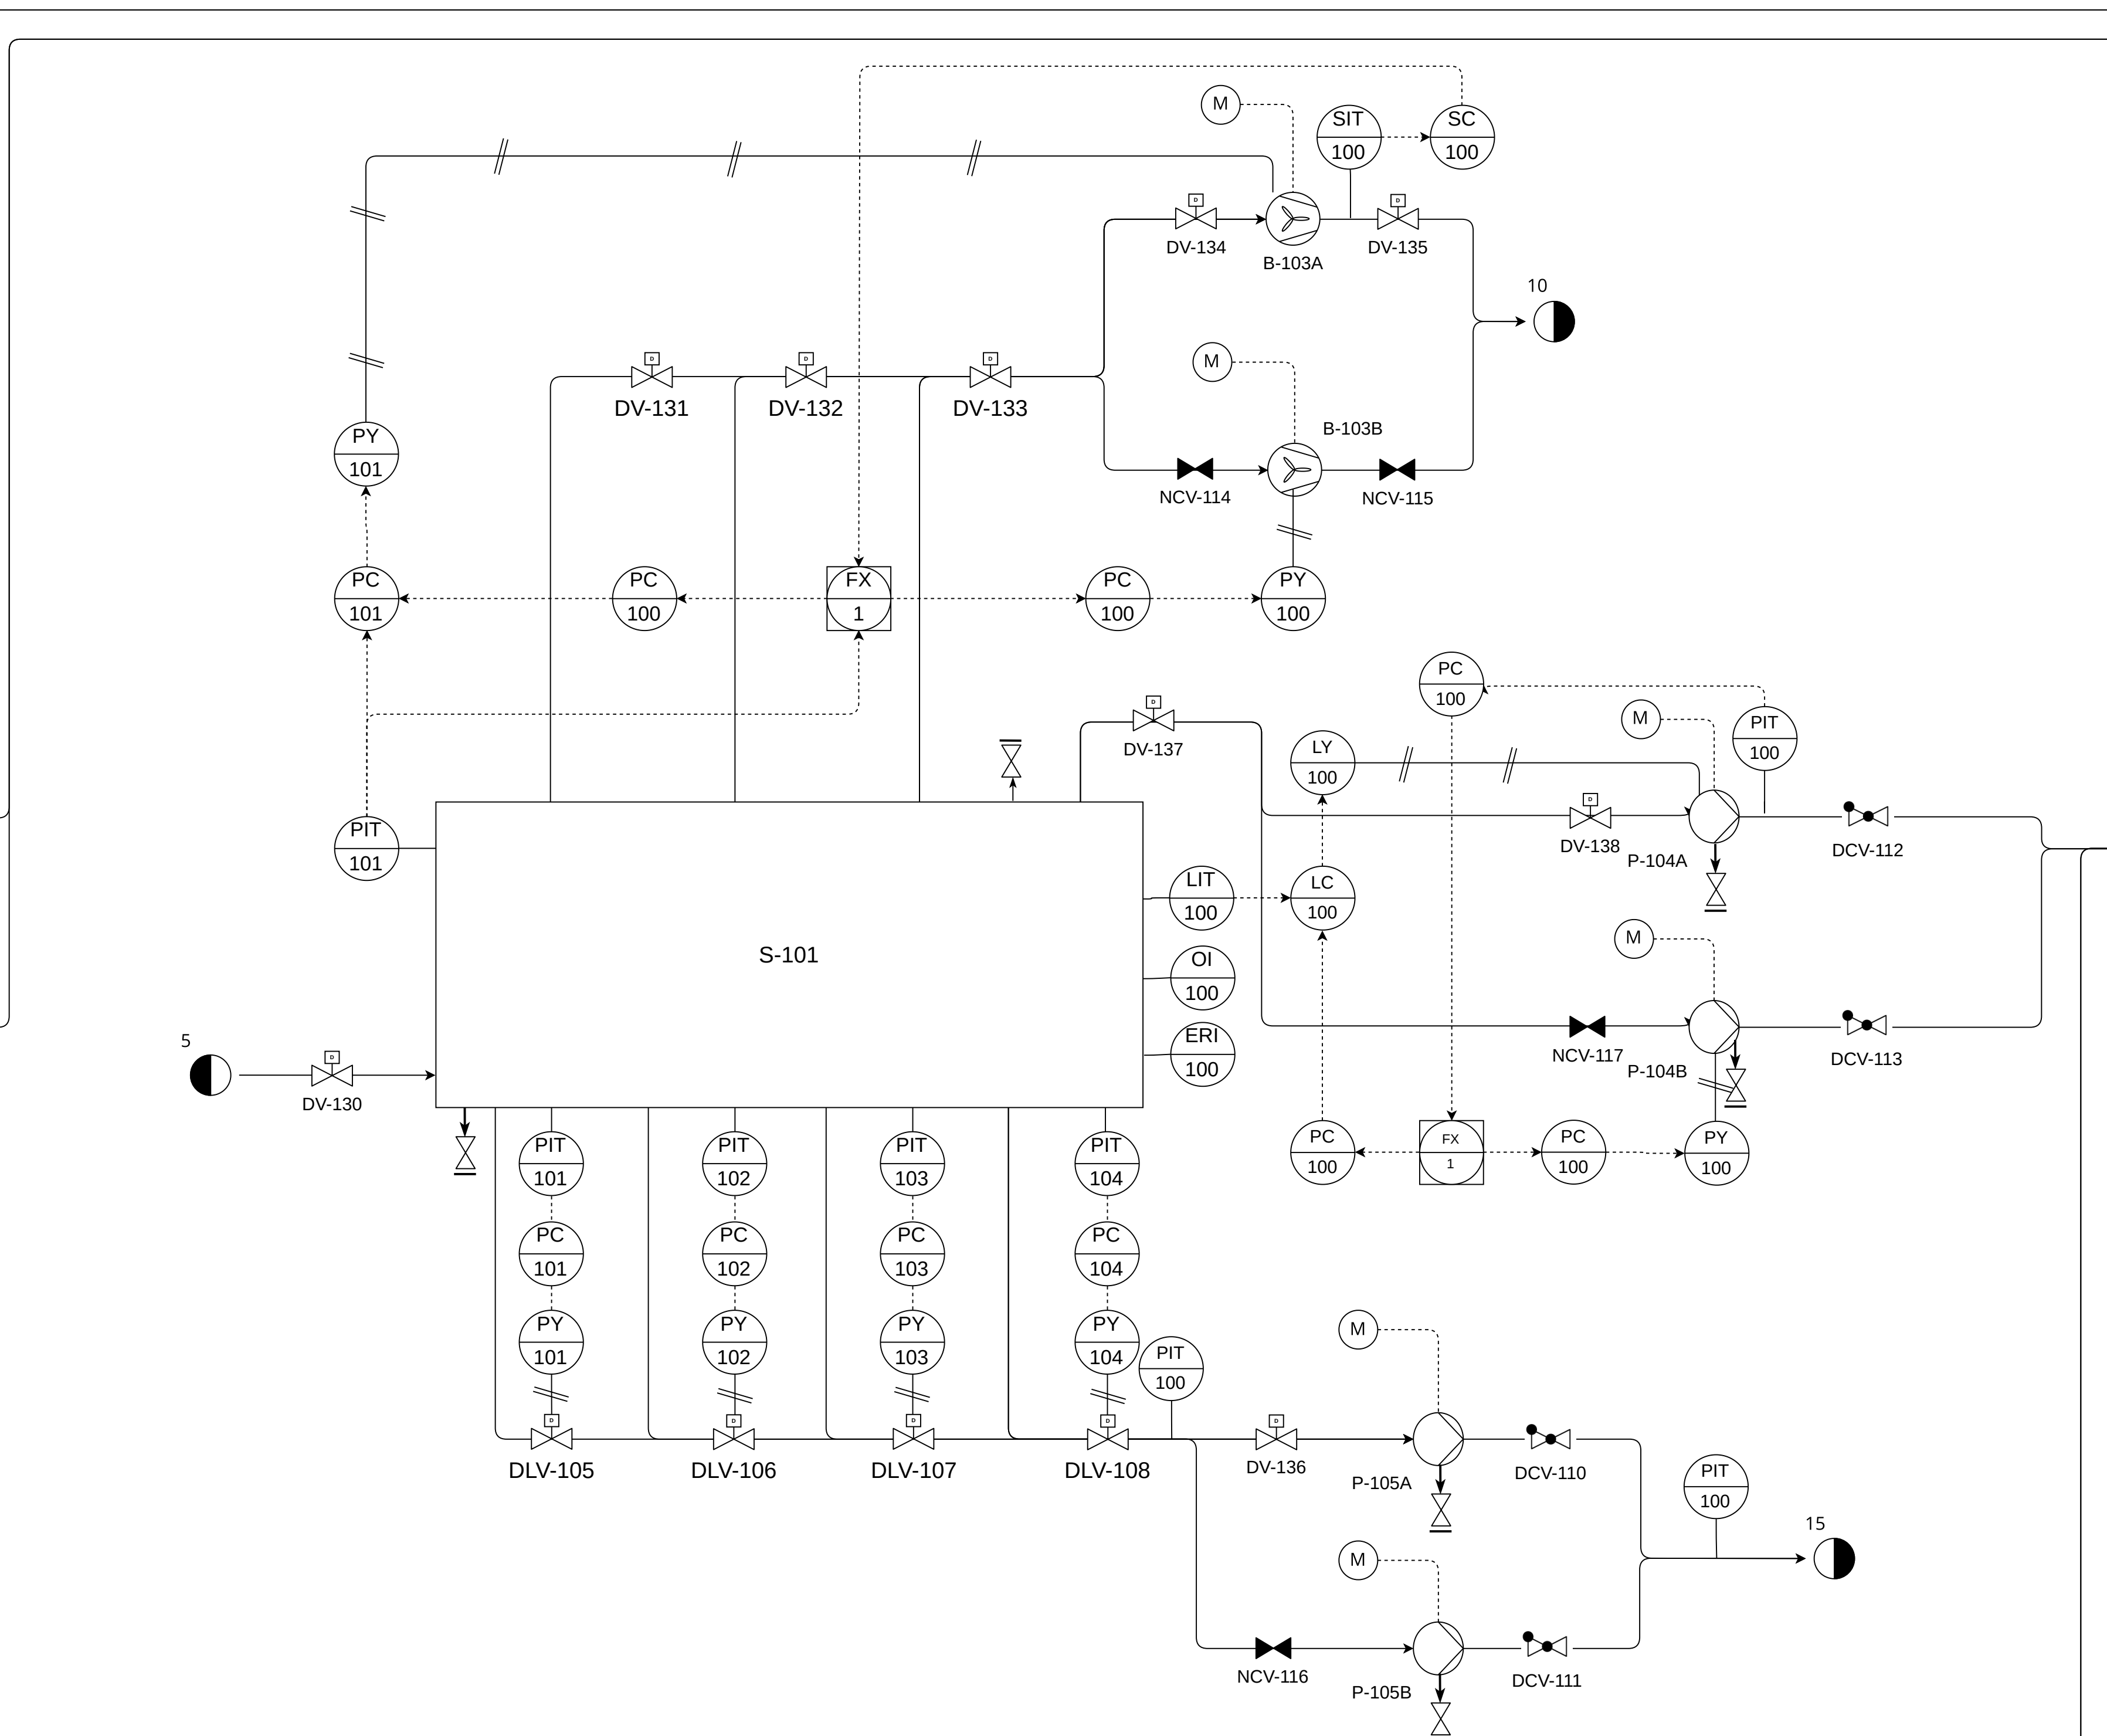 M
SIT
100
SC
100
D
DV-134
B-103A
D
DV-135
10
M
D
DV-131
D
DV-132
D
DV-133
B-103B
PY
101
NCV-114
NCV-115
PC
101
PC
100
FX
1
PC
100
PY
100
PC
100
D
DV-137
M
PIT
100
LY
100
D
DV-138
P-104A
DCV-112
PIT
101
LIT
100
LC
100
S-101
OI
100
M
ERI
100
5
D
DV-130
NCV-117
P-104B
DCV-113
PIT
101
PIT
102
PIT
103
PIT
104
PC
100
FX
1
PC
100
PY
100
PC
101
PC
102
PC
103
PC
104
PY
101
PY
102
PY
103
PY
104
PIT
100
M
D
DLV-105
D
DLV-106
D
DLV-107
D
DLV-108
D
DV-136
P-105A
DCV-110
PIT
100
15
M
NCV-116
P-105B
DCV-111